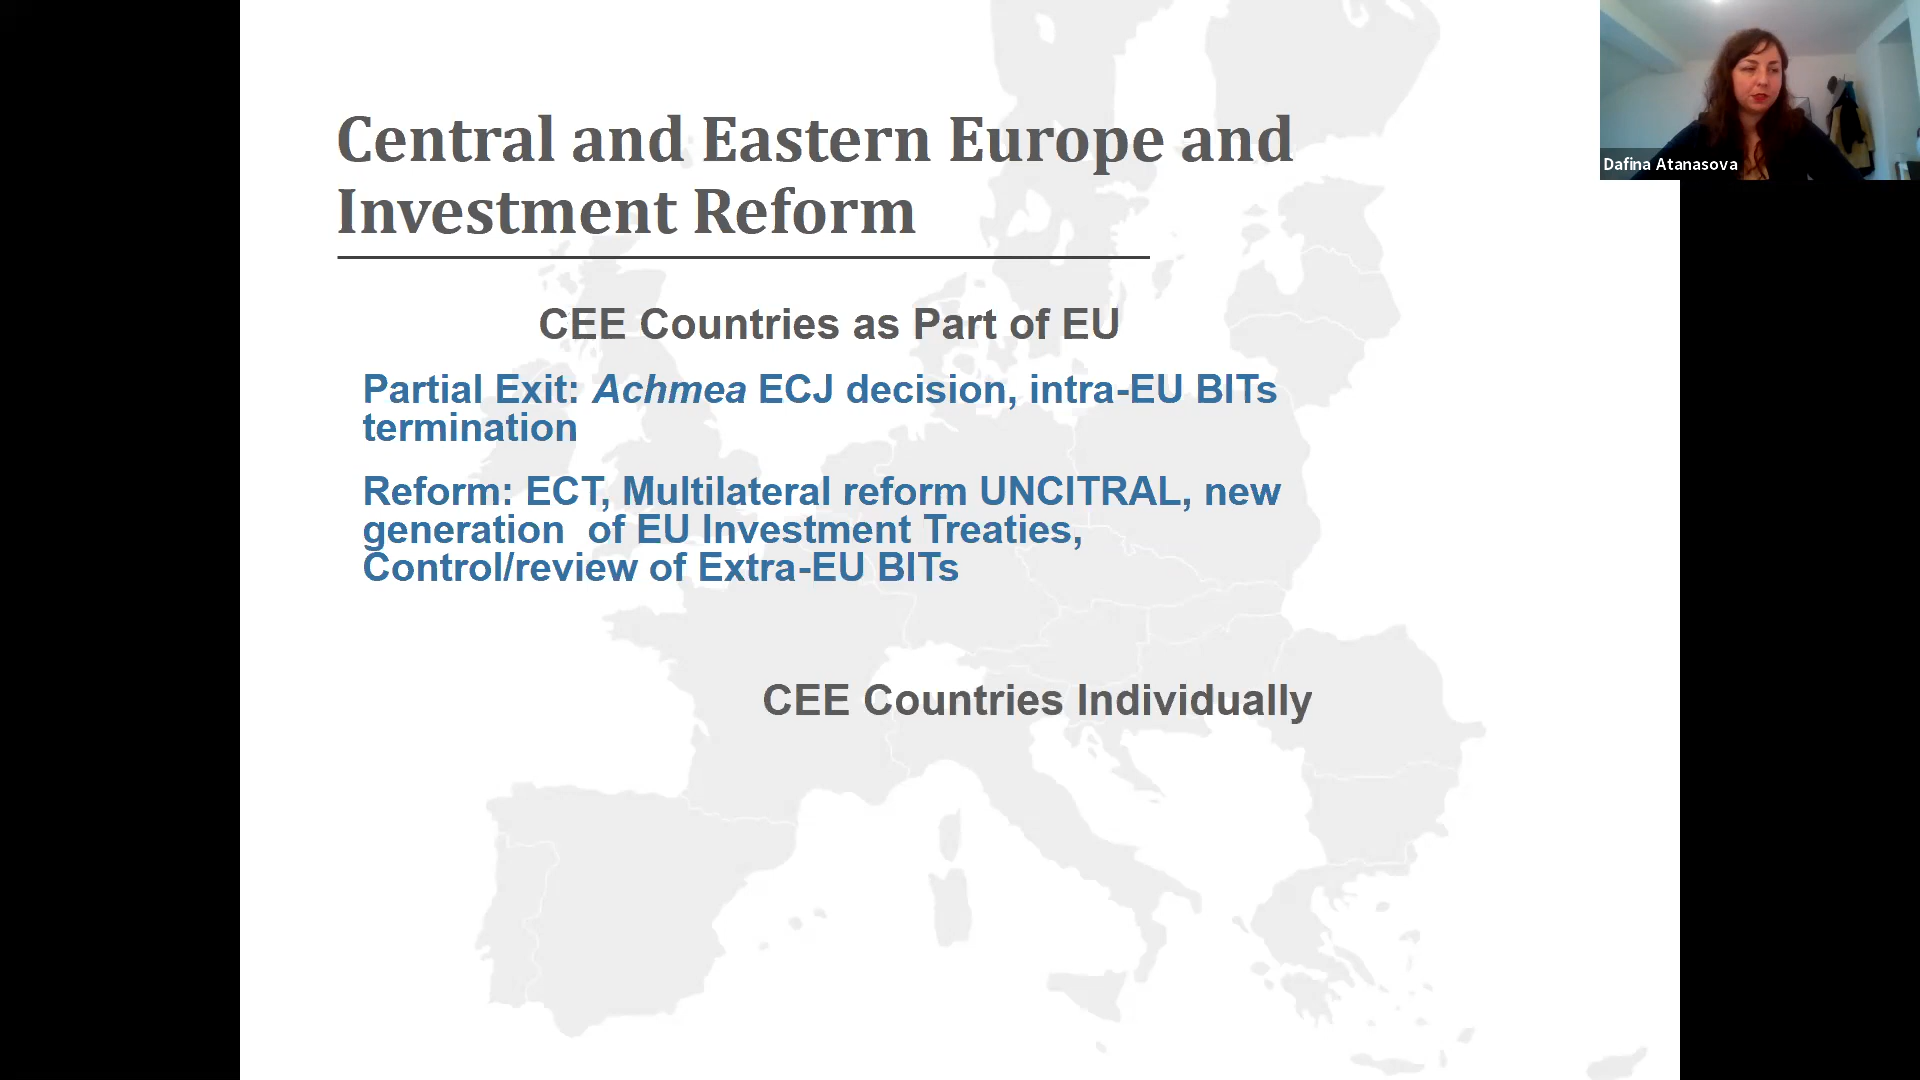 Central and Eastern Europe and
Investment Reform
Dafina Atanasova
CEE Countries as Part of EU
Partial Exit: Achmea ECJ decision, intra-EU BITs
termination
Reform: ECT, Multilateral reform UNCITRAL, new
generation  of EU Investment Treaties,
Control/review of Extra-EU BITs
CEE Countries Individually